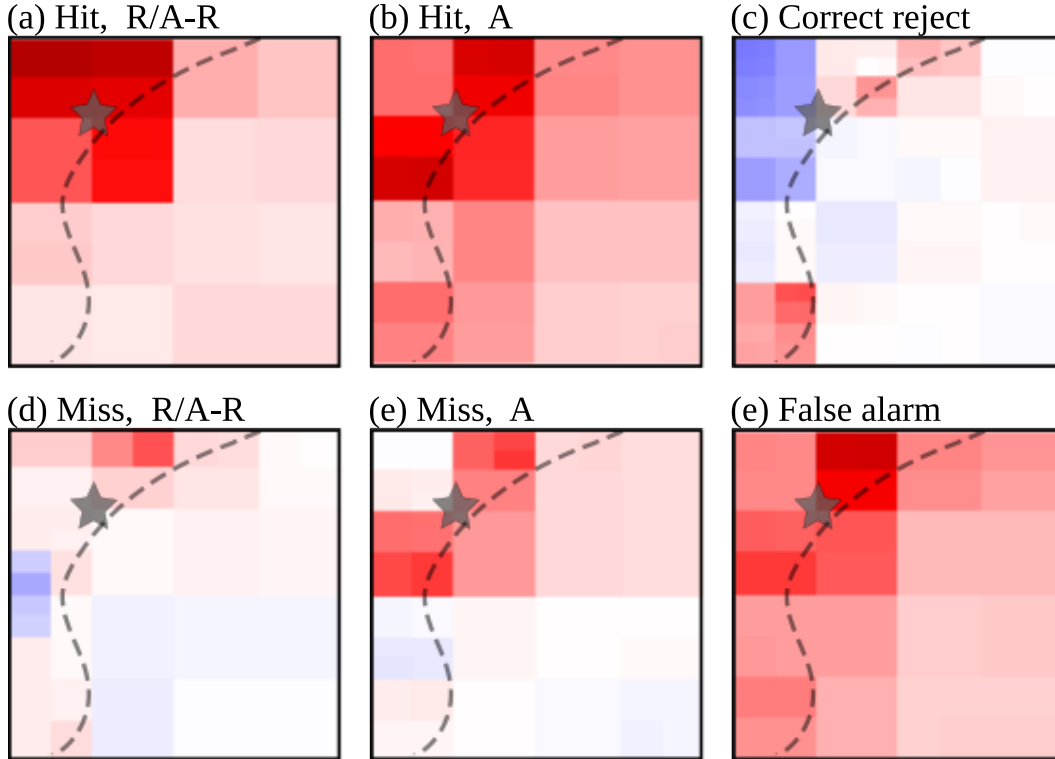 (a) Hit, R/A-R
(b) Hit, A
(c) Correct reject
(d) Miss, R/A-R
(e) Miss, A
(e) False alarm